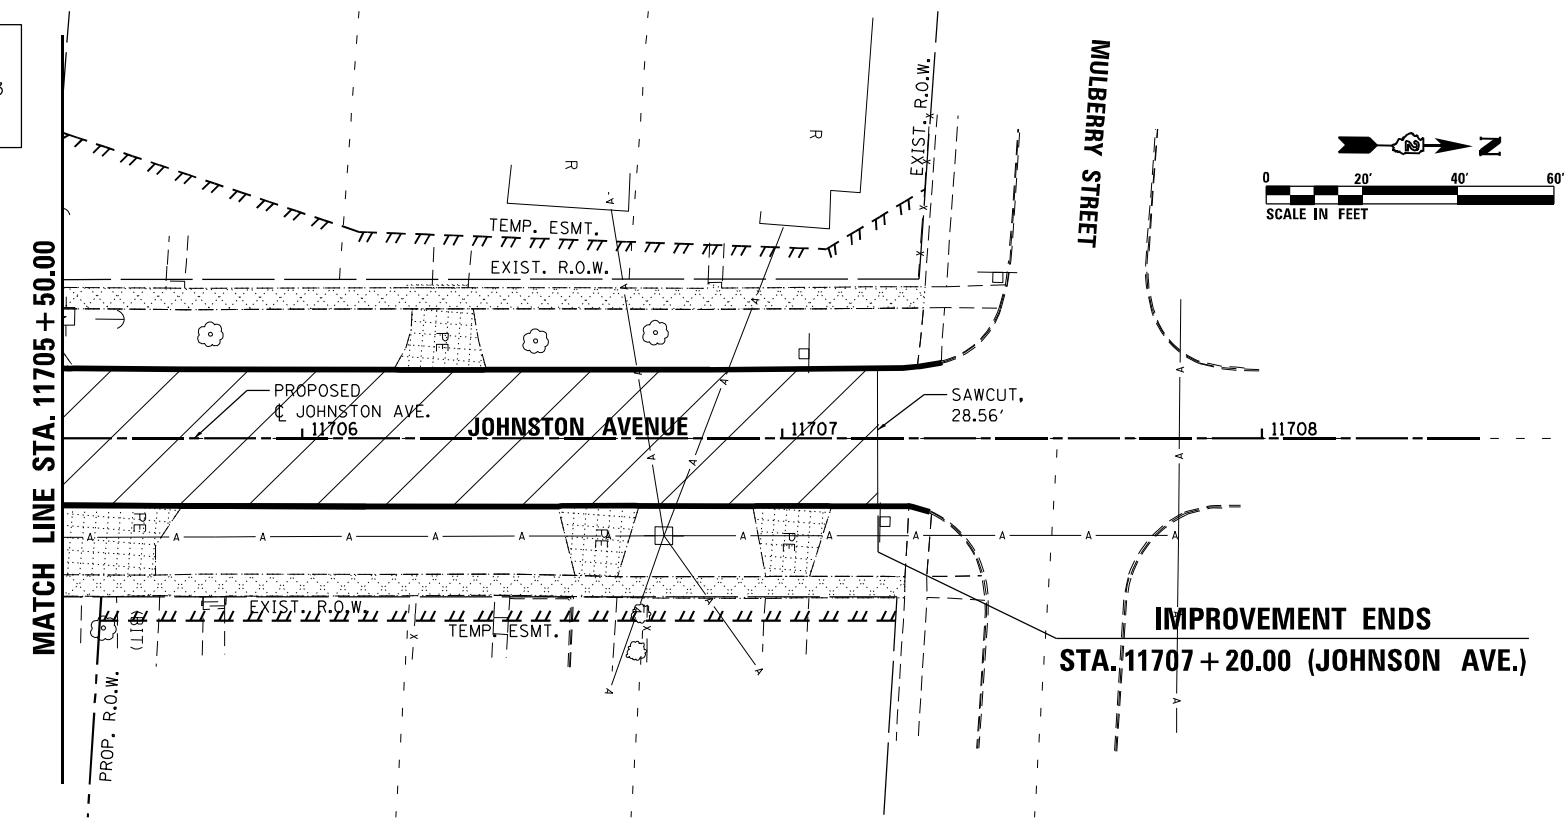 3
MATCH LINE STA. 11705+50.00
TEMP. ESMT.
EXIST. R.O.W.
R
R
EXIST. R.O.W.
MULBERRY STREET
N
0 20' 40' 60'
SCALE IN FEET
PE
PROPOSED
℄ JOHNSTON AVE.
11706
JOHNSTON AVENUE
11707
SAWCUT,
28.56'
11708
PE
PE
PE
A A A A A A A A A A A A A
EXIST. R.O.W.
(BIT)
TEMP. ESMT.
PROP. R.O.W.
IMPROVEMENT ENDS
STA. 11707+20.00 (JOHNSON AVE.)